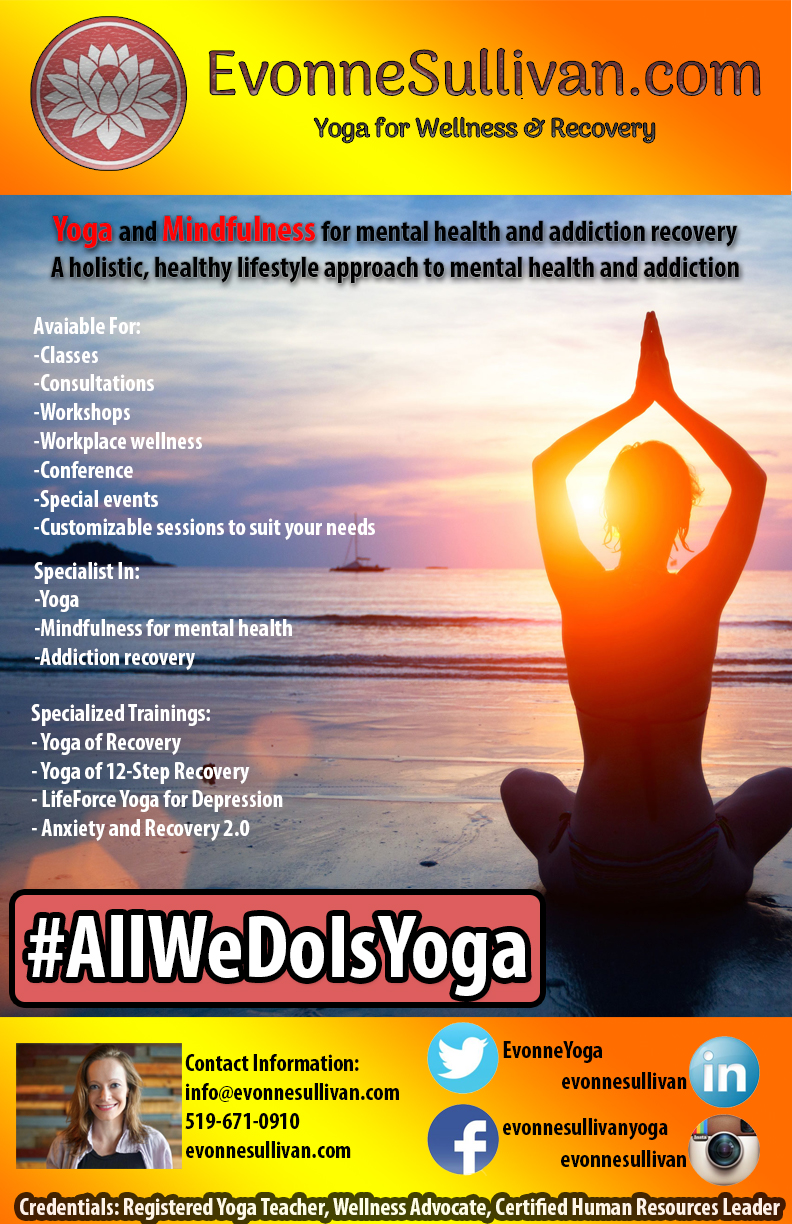 EvonneSullivan.com
Yoga for Wellness & Recovery
Yoga and Mindfulness for mental health and addiction recovery
A holistic, healthy lifestyle approach to mental health and addiction
Avaiable For:
-Classes
-Consultations
-Workshops
-Workplace wellness
-Conference
-Special events
-Customizable sessions to suit your needs
Specialist In:
-Yoga
-Mindfulness for mental health
-Addiction recovery
Specialized Trainings:
- Yoga of Recovery
- Yoga of 12-Step Recovery
- LifeForce Yoga for Depression
- Anxiety and Recovery 2.0
#AllWeDoIsYoga
Contact Information:
info@evonnesullivan.com
519-671-0910
evonnesullivan.com
EvonneYoga
evonnesullivan
in
evonnesullivanyoga
evonnesullivan
Credentials: Registered Yoga Teacher, Wellness Advocate, Certified Human Resources Leader